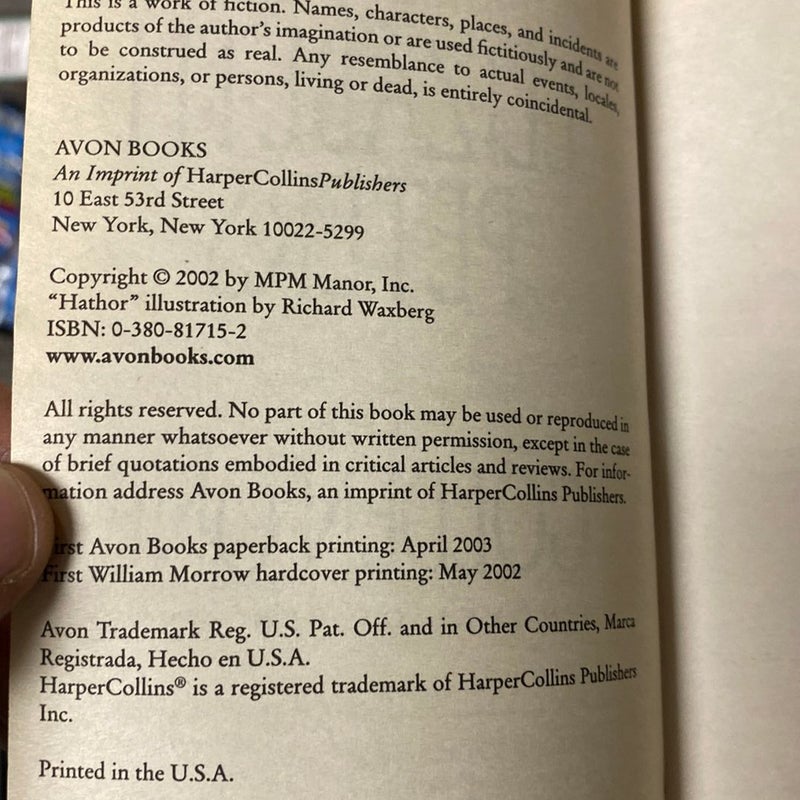 This is a work of fiction. Names, characters, places, and incidents are
products of the author's imagination or are used fictitiously and are not
to be construed as real. Any resemblance to actual events, locales,
organizations, or persons, living or dead, is entirely coincidental.
AVON BOOKS
An Imprint of HarperCollinsPublishers
10 East 53rd Street
New York, New York 10022-5299
Copyright © 2002 by MPM Manor, Inc.
“Hathor” illustration by Richard Waxberg
ISBN: 0-380-81715-2
www.avonbooks.com
All rights reserved. No part of this book may be used or reproduced in
any manner whatsoever without written permission, except in the case
of brief quotations embodied in critical articles and reviews. For infor-
mation address Avon Books, an imprint of HarperCollins Publishers.
First Avon Books paperback printing: April 2003
First William Morrow hardcover printing: May 2002
Avon Trademark Reg. U.S. Pat. Off. and in Other Countries, Marca
Registrada, Hecho en U.S.A.
HarperCollins® is a registered trademark of HarperCollins Publishers
Inc.
Printed in the U.S.A.